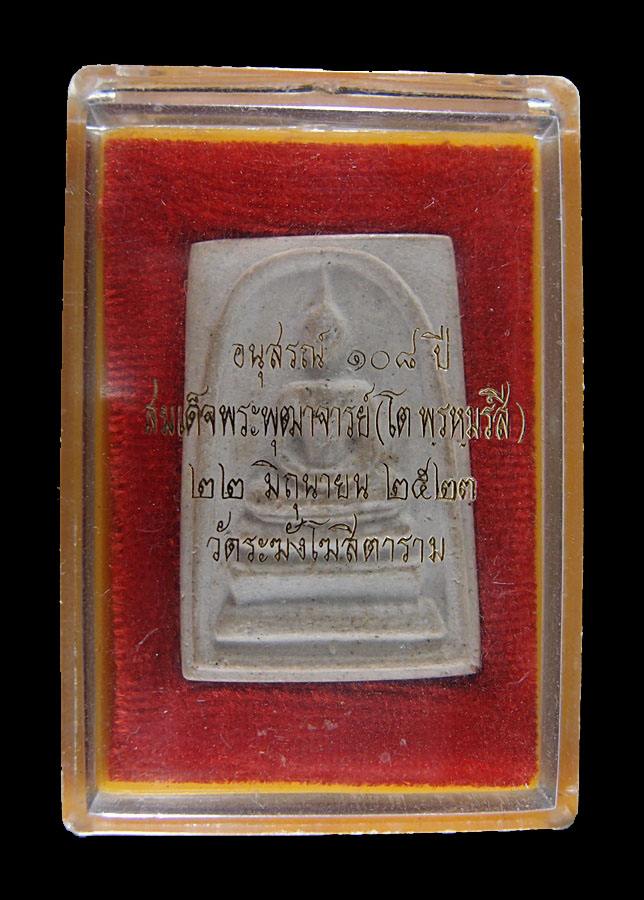 อนุสรณ์ ๑๐๘ ปี
สมเด็จพระพุฒาจารย์(โต พฺรหฺมรํสี)
๒๒ มิถุนายน ๒๕๒๓
วัดระฆังโฆสิตาราม